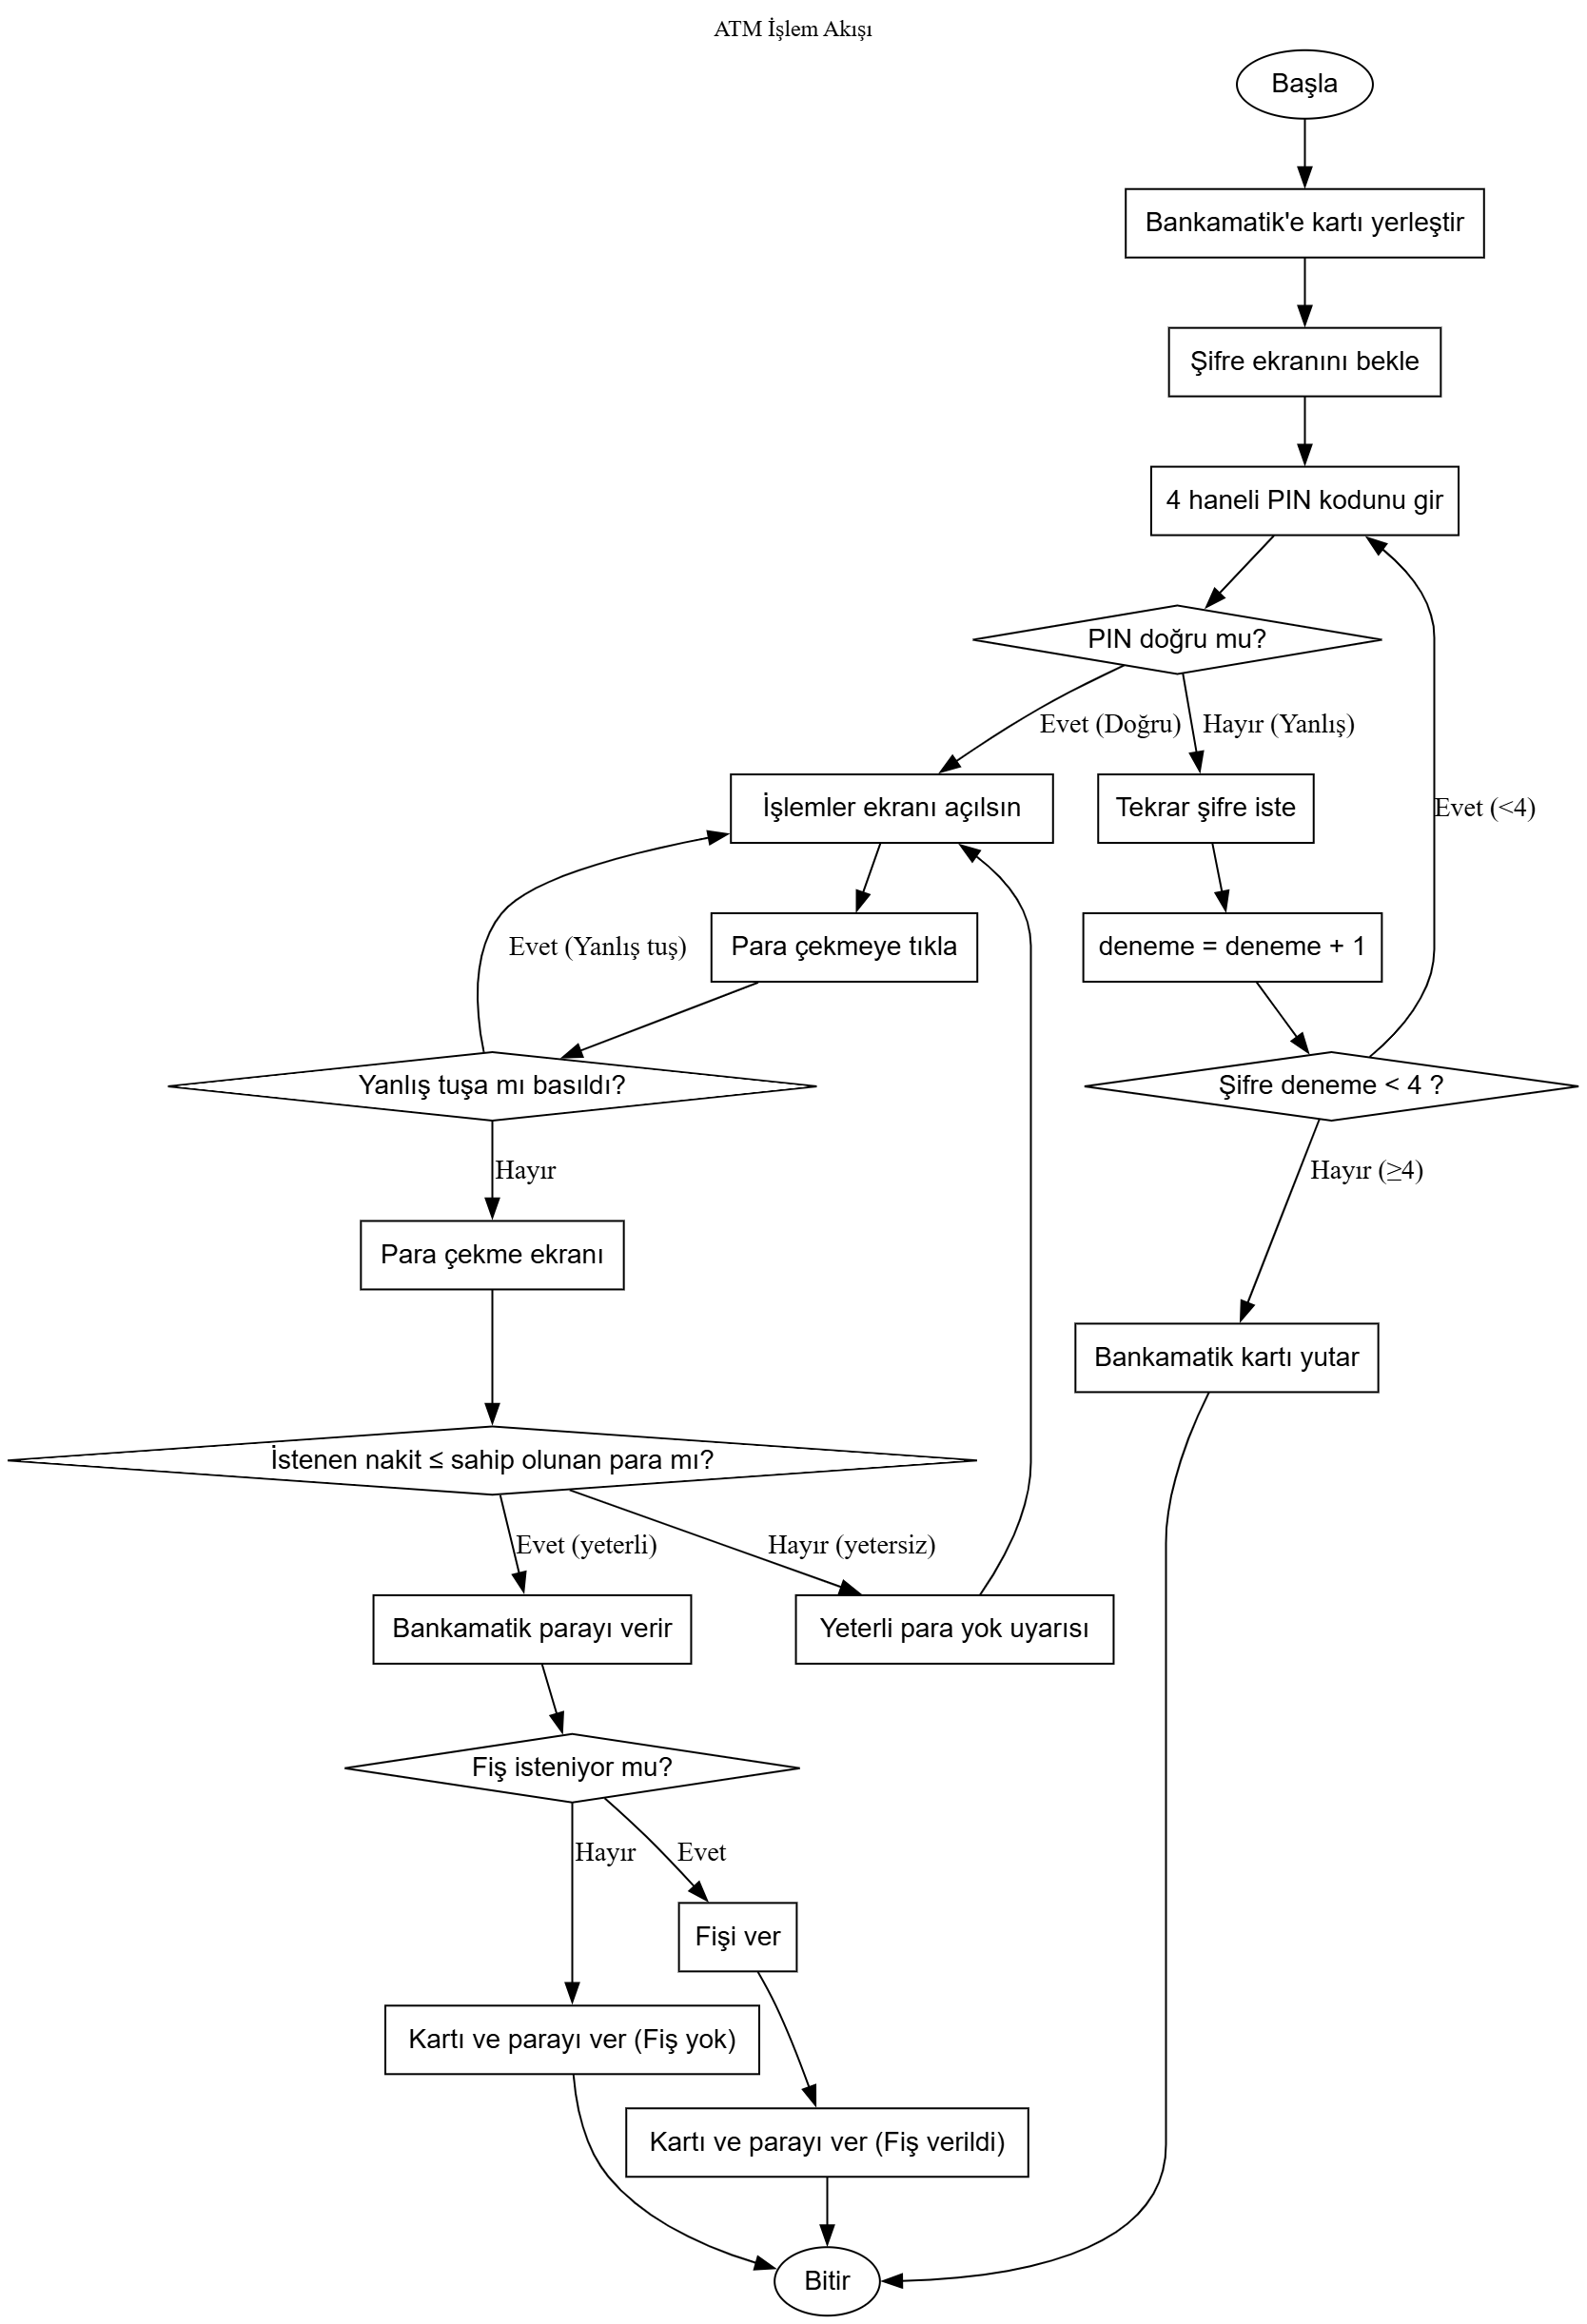 ATM İşlem Akışı
Başla
Bankamatik'e kartı yerleştir
Şifre ekranını bekle
4 haneli PIN kodunu gir
PIN doğru mu?
Evet (Doğru)
Hayır (Yanlış)
İşlemler ekranı açılsın
Tekrar şifre iste
Evet (<4)
Evet (Yanlış tuş)
Para çekmeye tıkla
deneme = deneme + 1
Yanlış tuşa mı basıldı?
Şifre deneme < 4 ?
Hayır
Hayır (≥4)
Para çekme ekranı
Bankamatik kartı yutar
İstenen nakit ≤ sahip olunan para mı?
Evet (yeterli)
Hayır (yetersiz)
Bankamatik parayı verir
Yeterli para yok uyarısı
Fiş isteniyor mu?
Hayır
Evet
Fişi ver
Kartı ve parayı ver (Fiş yok)
Kartı ve parayı ver (Fiş verildi)
Bitir